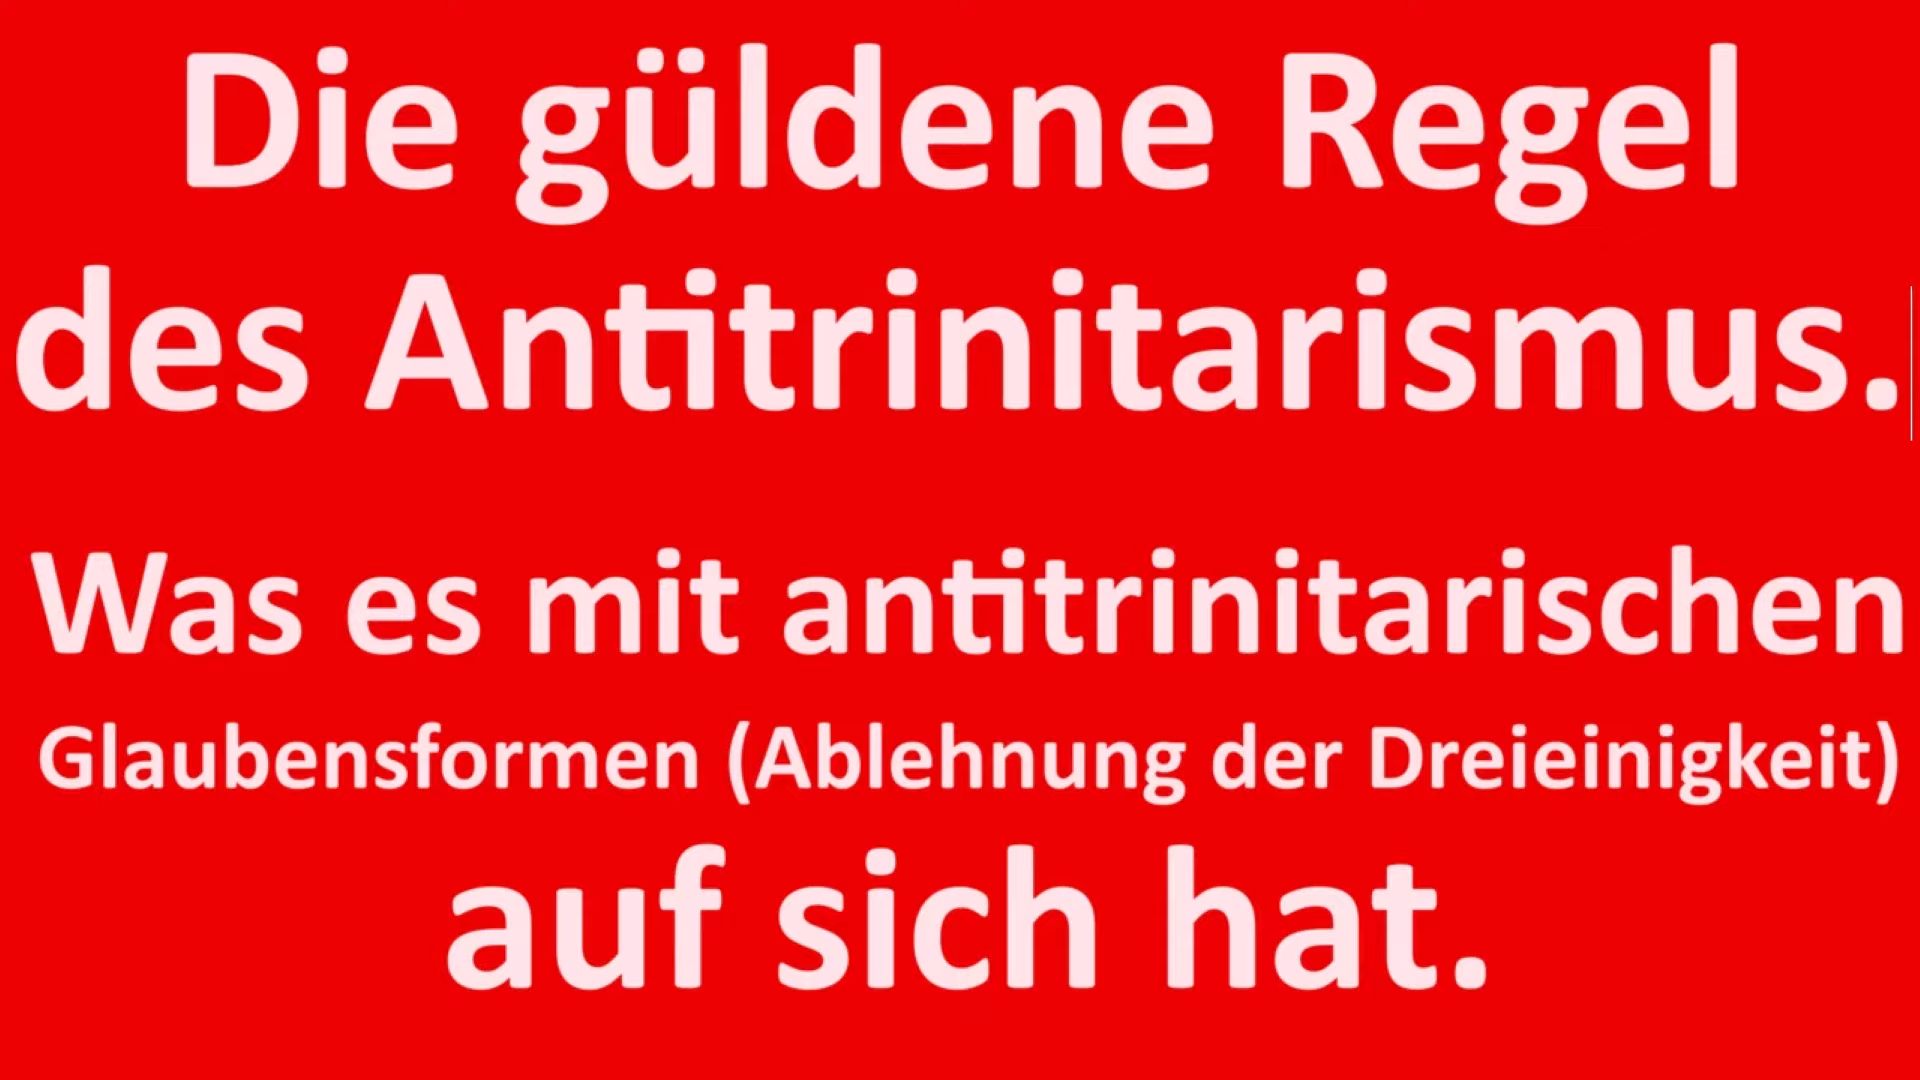 Die güldene Regel
des Antitrinitarismus.
Was es mit antitrinitarischen
Glaubensformen (Ablehnung der Dreieinigkeit)
auf sich hat.